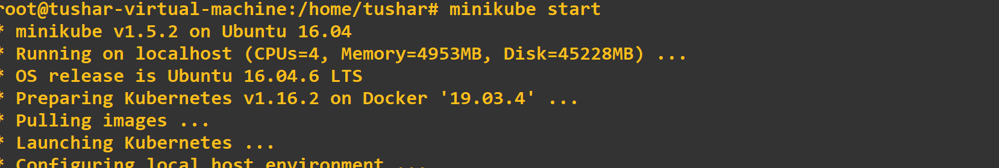 root@tushar-virtual-machine:/home/tushar# minikube start
* minikube v1.5.2 on Ubuntu 16.04
* Running on localhost (CPUs=4, Memory=4953MB, Disk=45228MB) ...
* OS release is Ubuntu 16.04.6 LTS
* Preparing Kubernetes v1.16.2 on Docker '19.03.4' ...
* Pulling images ...
* Launching Kubernetes ...
* Configuring local host environment ...